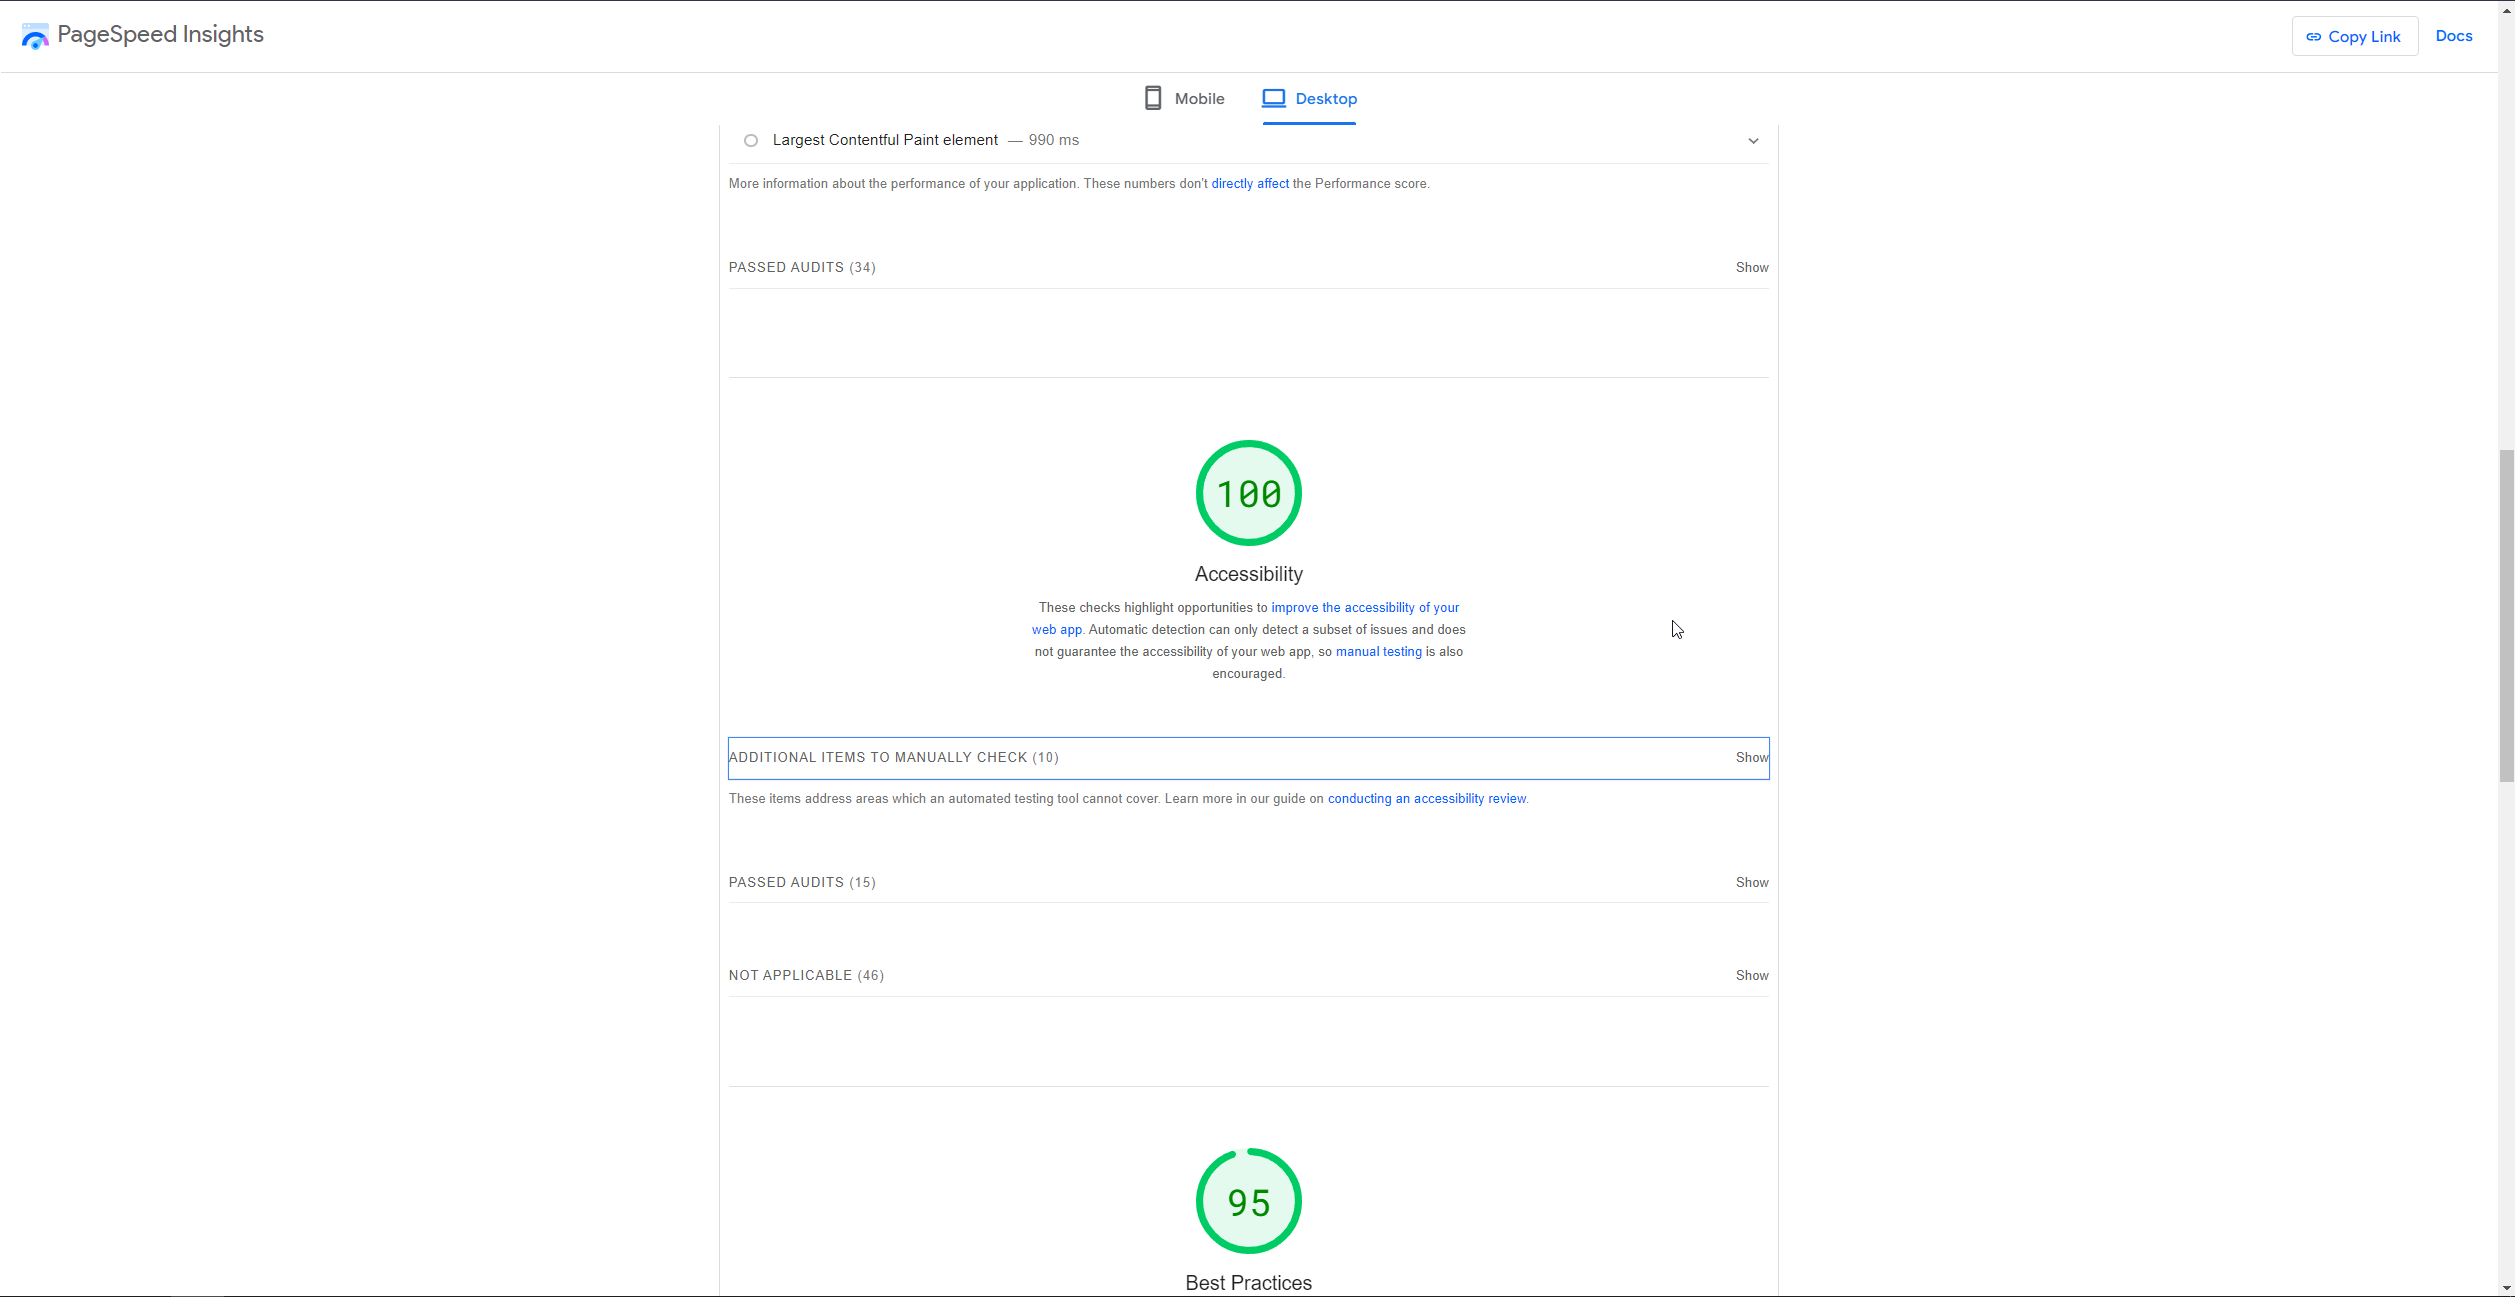 PageSpeed Insights
Copy Link
Docs
Mobile
Desktop
Largest Contentful Paint element — 990 ms
More information about the performance of your application. These numbers don't directly affect the Performance score.
PASSED AUDITS (34)
Show
100
Accessibility
These checks highlight opportunities to improve the accessibility of your
web app. Automatic detection can only detect a subset of issues and does
not guarantee the accessibility of your web app, so manual testing is also
encouraged.
ADDITIONAL ITEMS TO MANUALLY CHECK (10)
Show
These items address areas which an automated testing tool cannot cover. Learn more in our guide on conducting an accessibility review.
PASSED AUDITS (15)
Show
NOT APPLICABLE (46)
Show
95
Best Practices